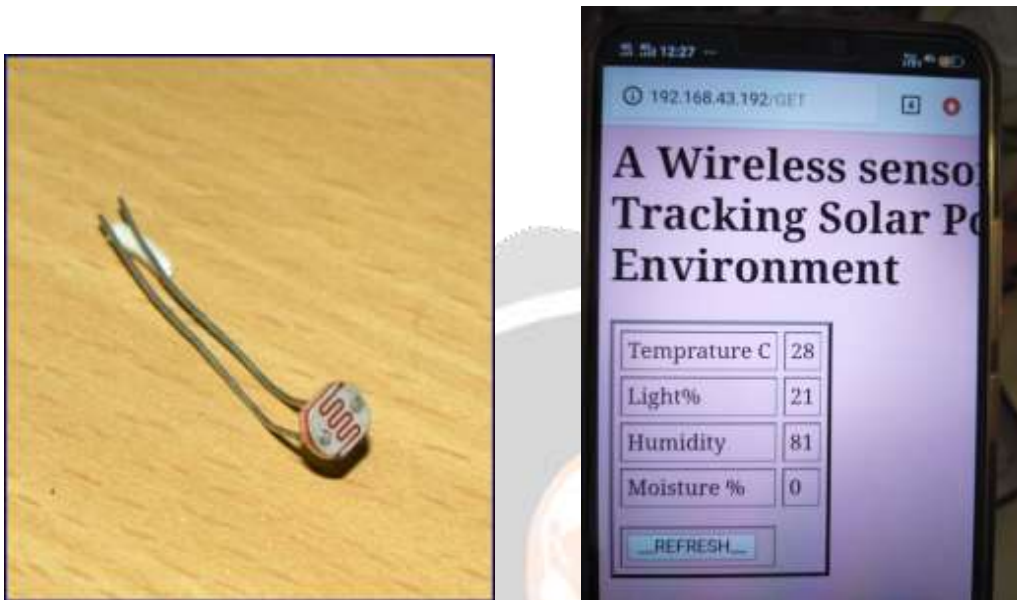 12:27
192.168.43.192/GET
A Wireless senso
Tracking Solar Po
Environment
Temprature C 28
Light% 21
Humidity 81
Moisture % 0
__REFRESH__